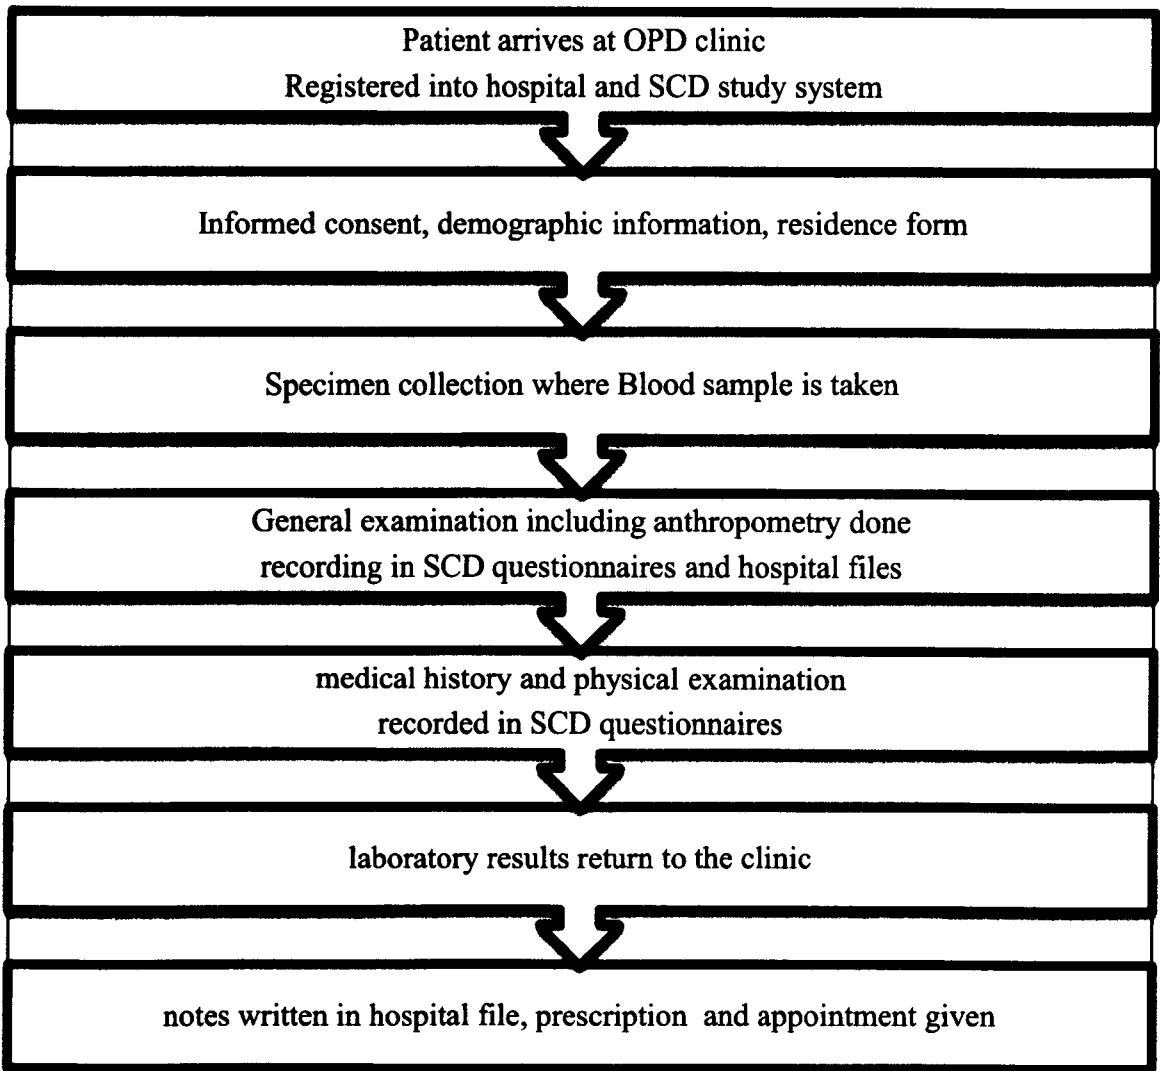 Patient arrives at OPD clinic
Registered into hospital and SCD study system
Informed consent, demographic information, residence form
Specimen collection where Blood sample is taken
General examination including anthropometry done
recording in SCD questionnaires and hospital files
medical history and physical examination
recorded in SCD questionnaires
laboratory results return to the clinic
notes written in hospital file, prescription and appointment given